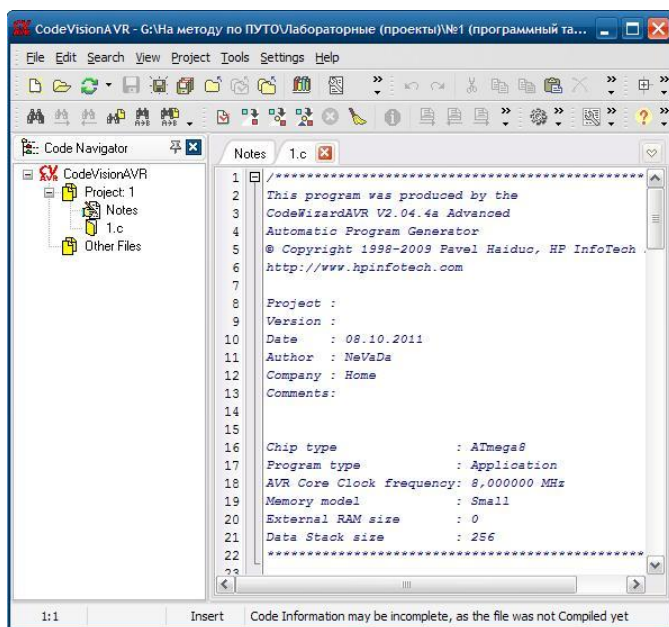 CodeVisionAVR - G:\На методу по ПУТО\Лабораторные (проекты)\№1 (программный та...
File Edit Search View Project Tools Settings Help
Code Navigator
CodeVisionAVR
Project: 1
Notes
1.c
Other Files
Notes 1.c
1 /****************************************************
2 This program was produced by the
3 CodeWizardAVR V2.04.4a Advanced
4 Automatic Program Generator
5 © Copyright 1998-2009 Pavel Haiduc, HP InfoTech
6 http://www.hpinfotech.com
7
8 Project :
9 Version :
10 Date : 08.10.2011
11 Author : NeVaDa
12 Company : Home
13 Comments:
14
15
16 Chip type : ATmega8
17 Program type : Application
18 AVR Core Clock frequency: 8,000000 MHz
19 Memory model : Small
20 External RAM size : 0
21 Data Stack size : 256
22 ****************************************************
23
1:1 Insert Code Information may be incomplete, as the file was not Compiled yet